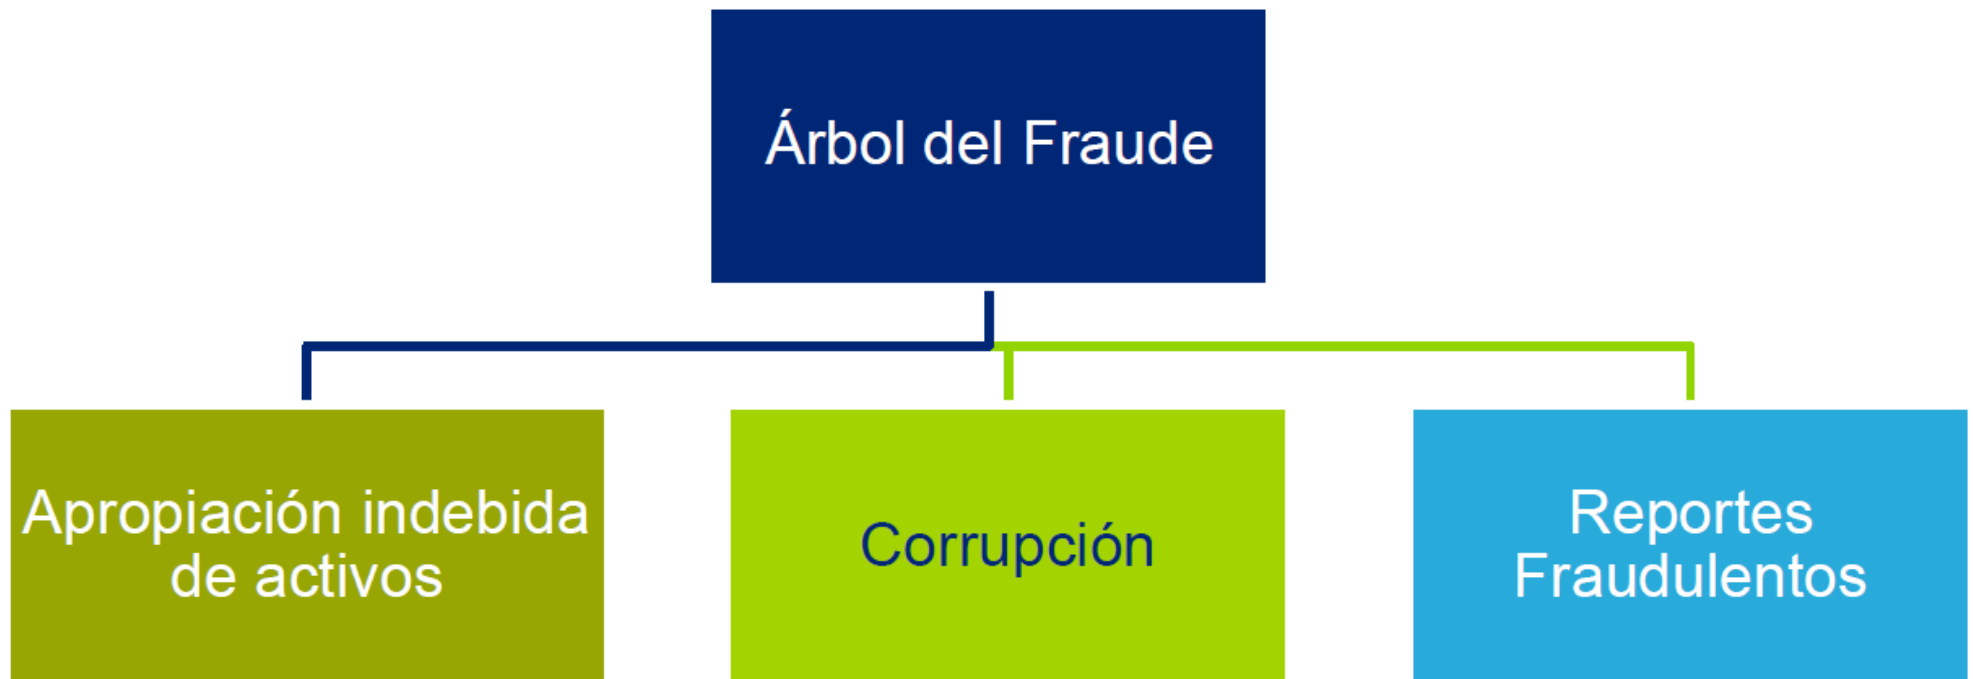 Árbol del Fraude
Apropiación indebida
de activos
Corrupción
Reportes
Fraudulentos